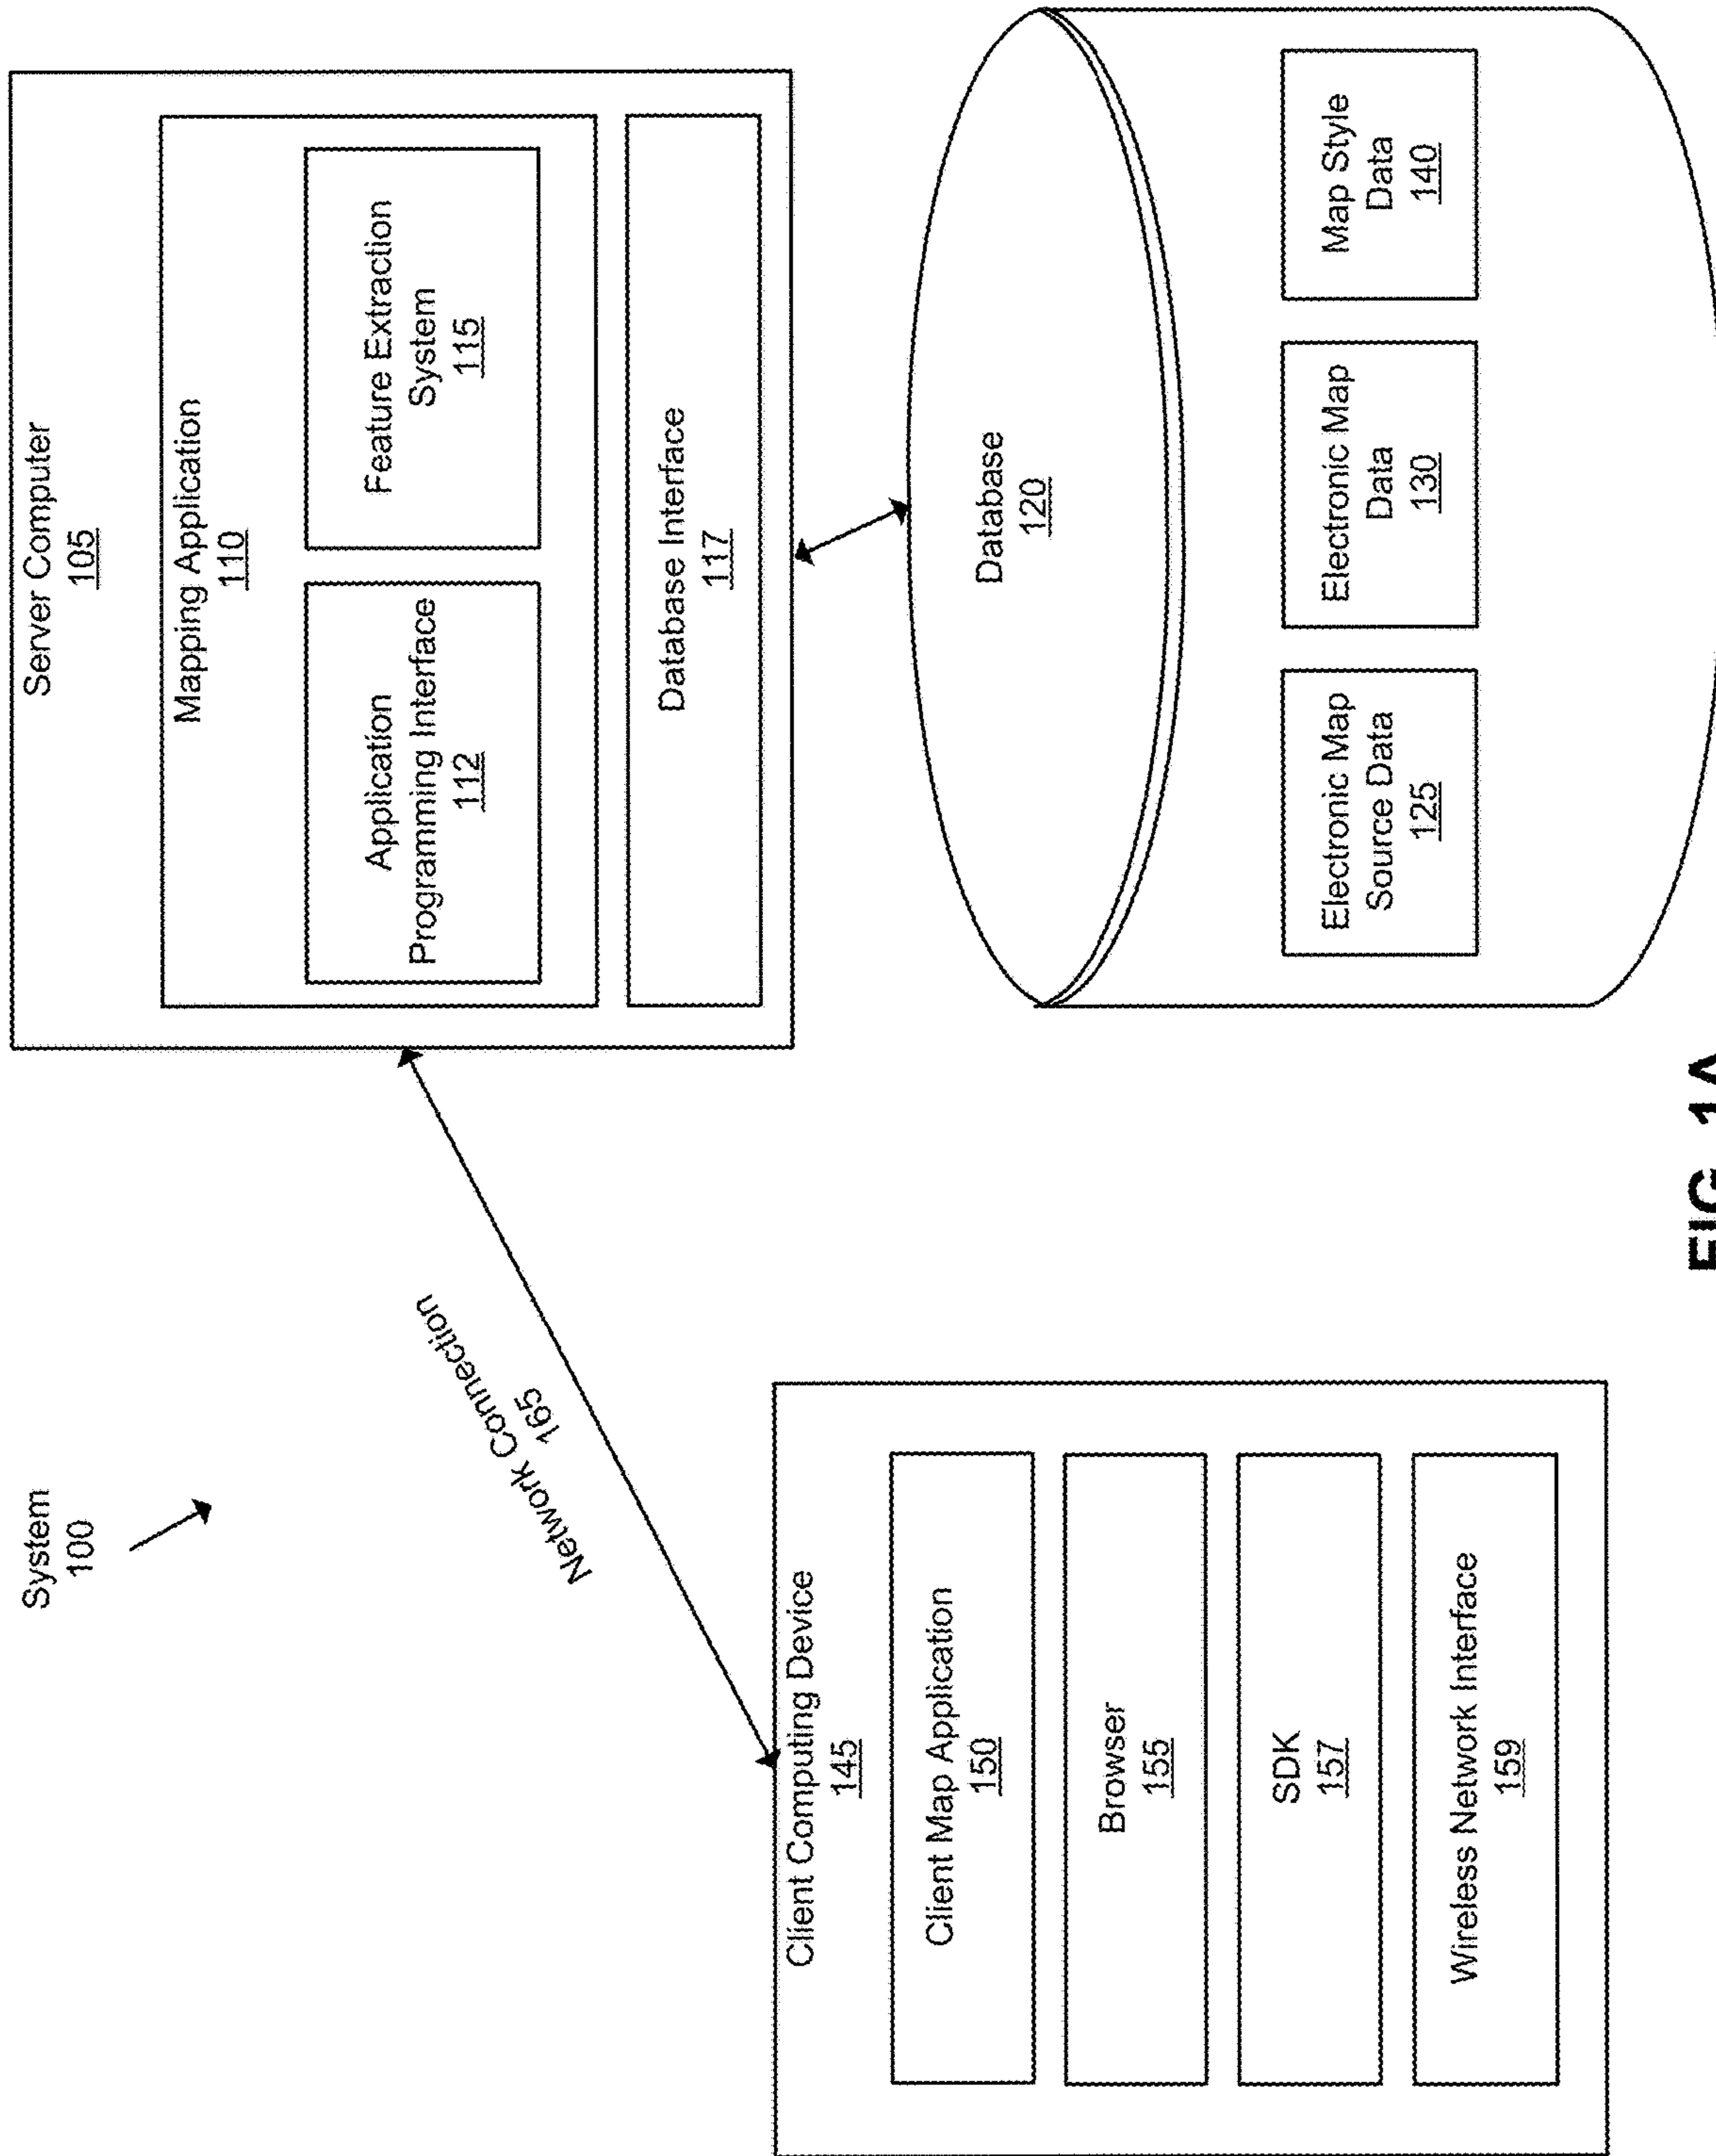 System
100
Server Computer
105
Mapping Application
110
Application
Programming Interface
112
Feature Extraction
System
115
Database Interface
117
Network Connection
165
Client Computing Device
145
Client Map Application
150
Browser
155
SDK
157
Wireless Network Interface
159
Database
120
Electronic Map
Source Data
125
Electronic Map
Data
130
Map Style
Data
140
FIG. 1A